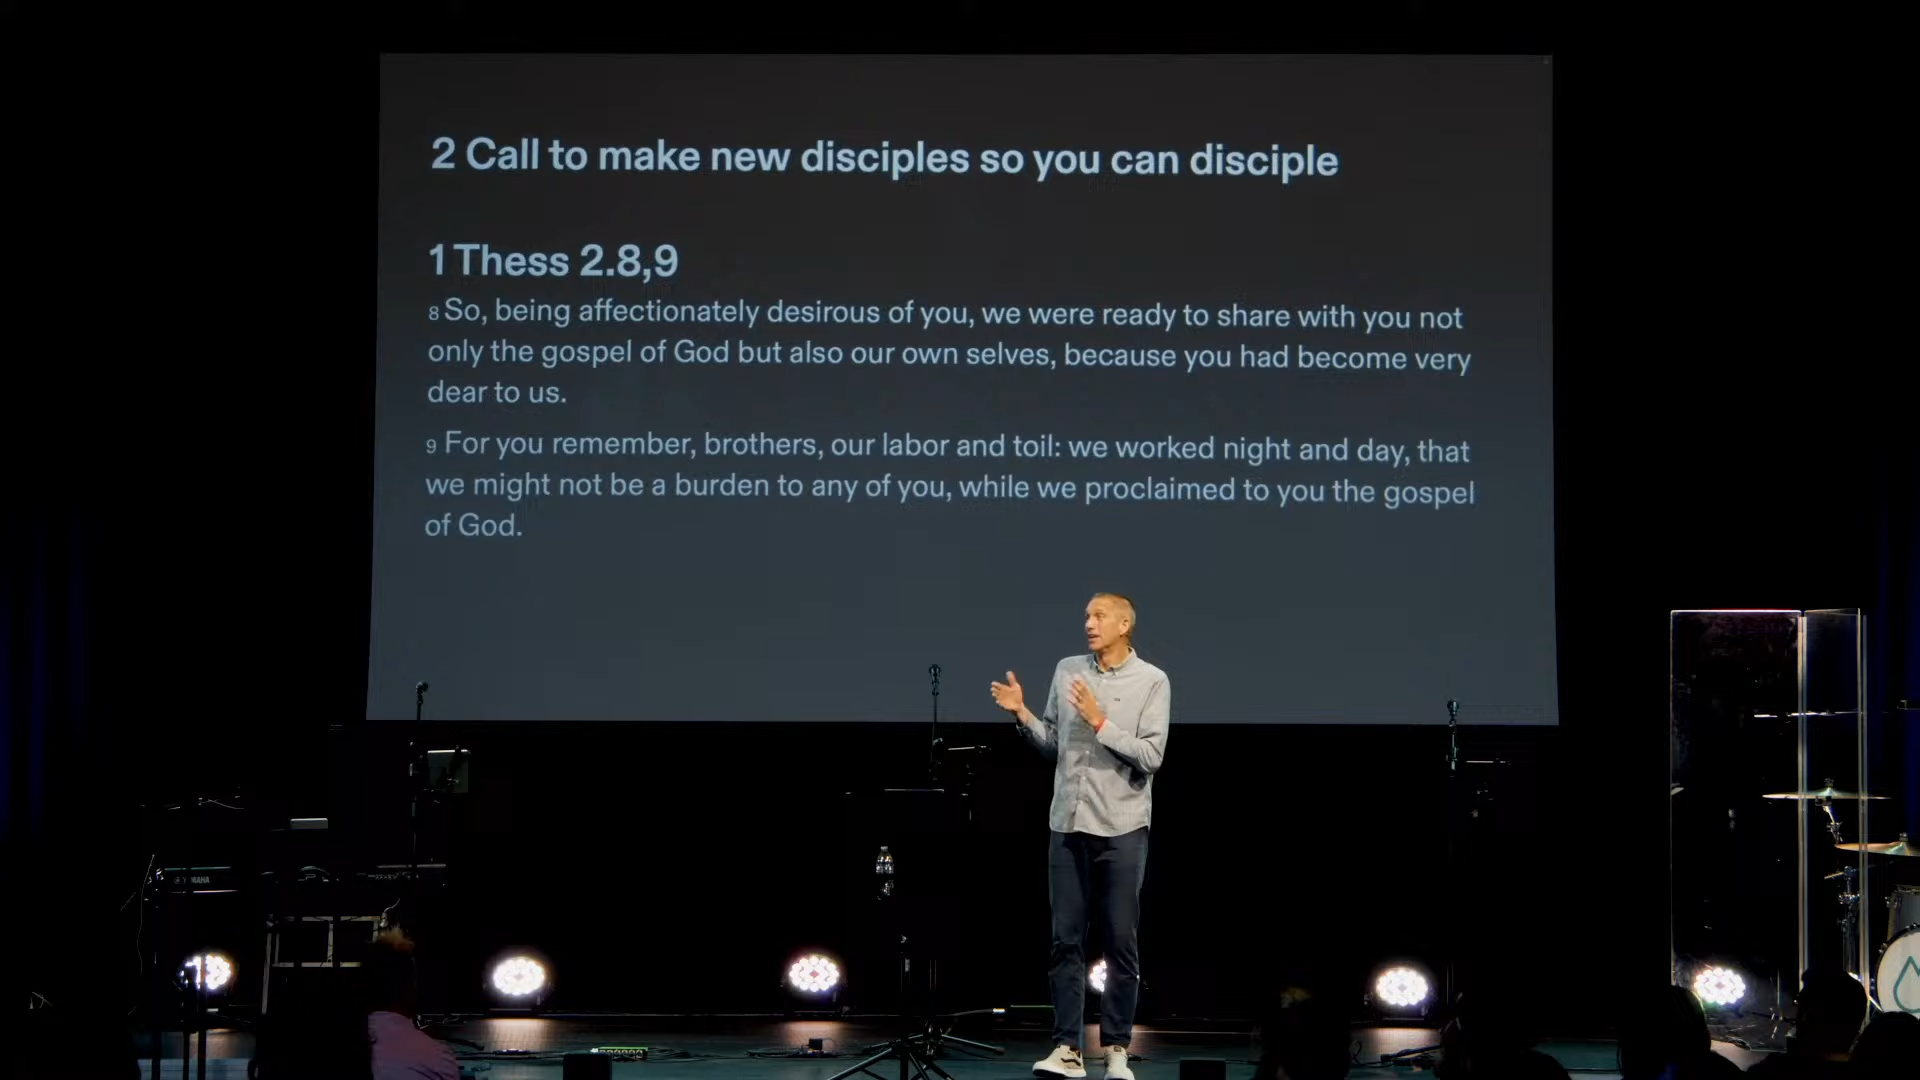 2 Call to make new disciples so you can disciple
1 Thess 2.8,9
8 So, being affectionately desirous of you, we were ready to share with you not
only the gospel of God but also our own selves, because you had become very
dear to us.
9 For you remember, brothers, our labor and toil: we worked night and day, that
we might not be a burden to any of you, while we proclaimed to you the gospel
of God.
YAMAHA